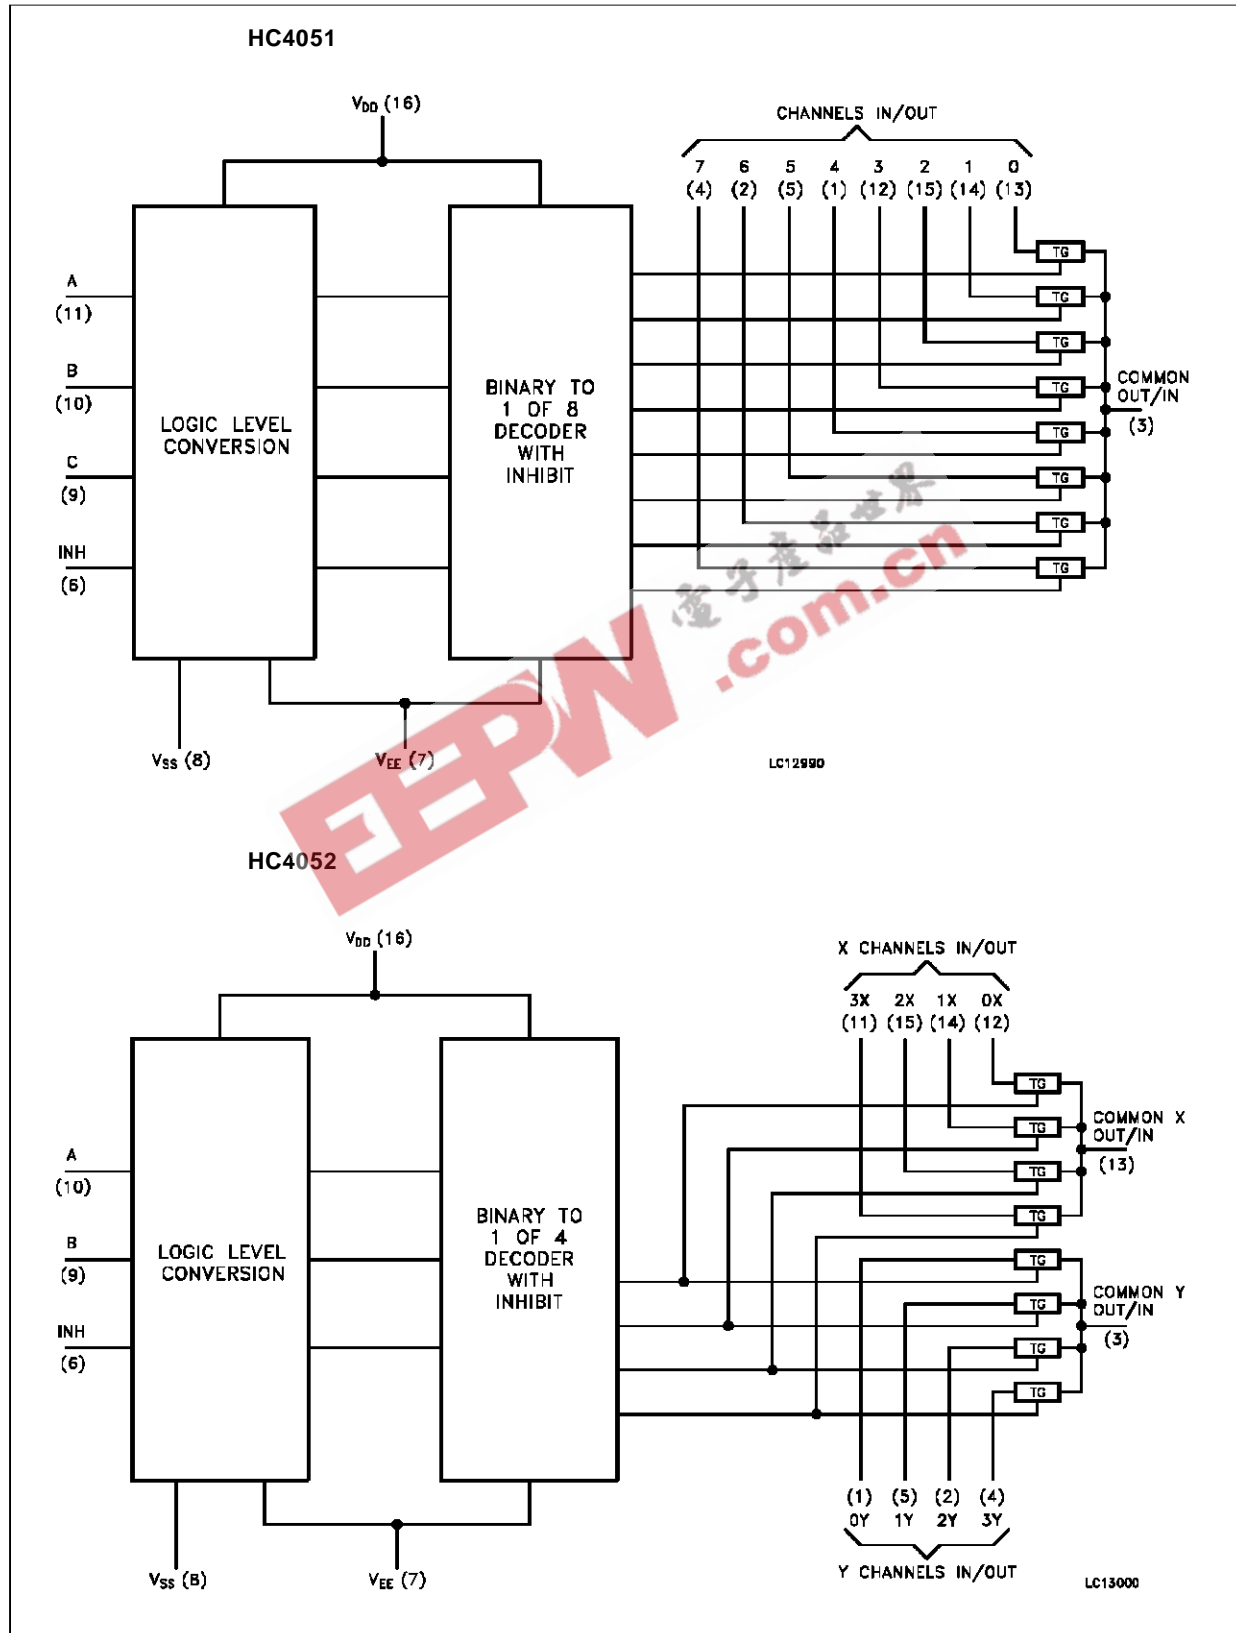 HC4051
VDD (16)
CHANNELS IN/OUT
7 6 5 4 3 2 1 0
(4) (2) (5) (1) (12) (15) (14) (13)
TG
A
(11)
TG
TG
B
(10)
TG
COMMON
OUT/IN
(3)
LOGIC LEVEL
CONVERSION
BINARY TO
1 OF 8
DECODER
WITH
INHIBIT
TG
C
(9)
TG
TG
INH
(6)
TG
電子產品世界
.com.cn
EEPW
VSS (8)
VEE (7)
LC12990
HC4052
VDD (16)
X CHANNELS IN/OUT
3X 2X 1X 0X
(11) (15) (14) (12)
TG
TG
COMMON X
OUT/IN
(13)
A
(10)
TG
TG
LOGIC LEVEL
CONVERSION
BINARY TO
1 OF 4
DECODER
WITH
INHIBIT
B
(9)
TG
TG
COMMON Y
OUT/IN
(3)
INH
(6)
TG
TG
(1) (5) (2) (4)
0Y 1Y 2Y 3Y
Y CHANNELS IN/OUT
VSS (8)
VEE (7)
LC13000